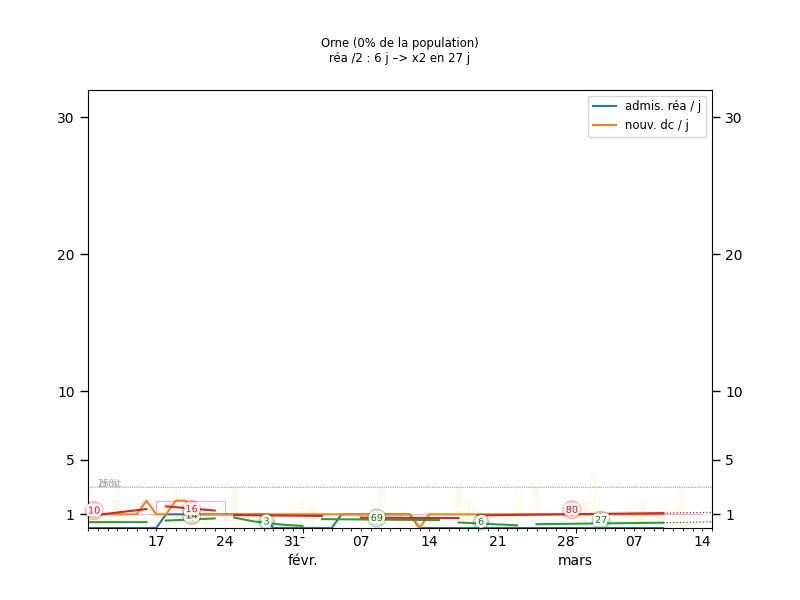 Orne (0% de la population)
réa /2 : 6 j –> x2 en 27 j
admis. réa / j
nouv. dc / j
30 30
20 20
10 10
5 5
1 1
10 16 3 69 6 80 27
17 24 31 07 14 21 28 07 14
févr. mars